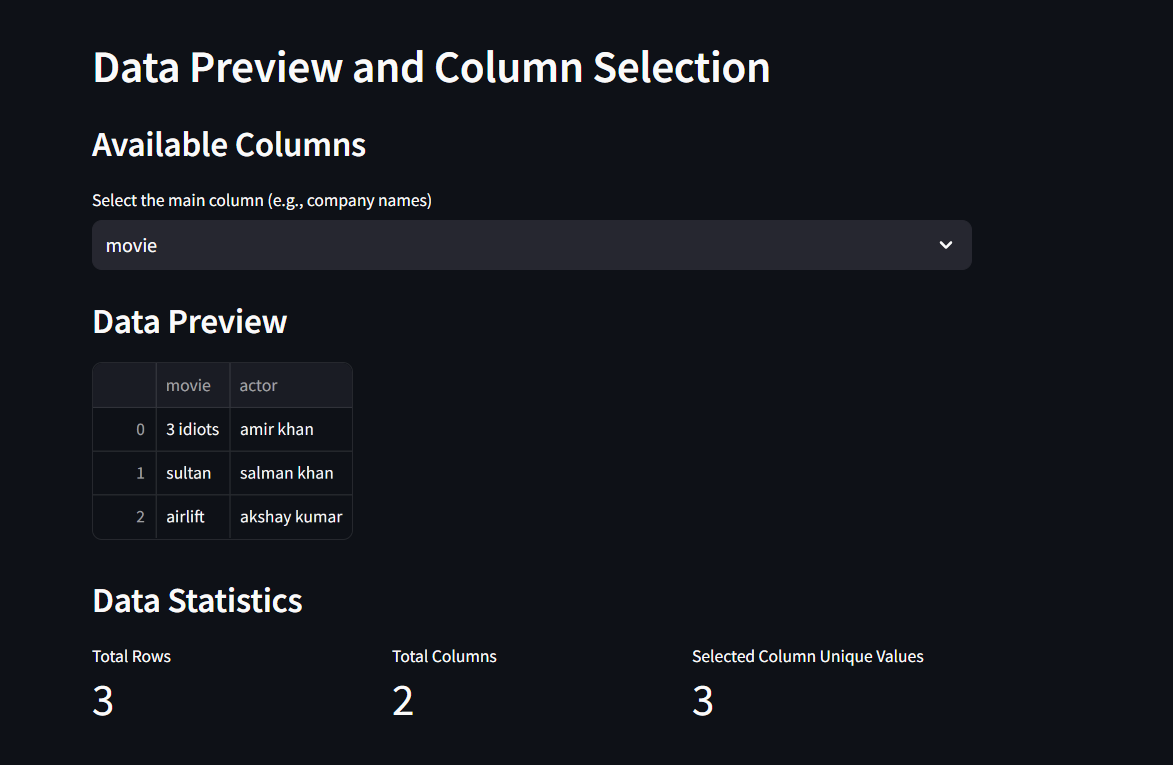 Data Preview and Column Selection
Available Columns
Select the main column (e.g., company names)
movie
Data Preview
movie actor
0 3 idiots amir khan
1 sultan salman khan
2 airlift akshay kumar
Data Statistics
Total Rows Total Columns Selected Column Unique Values
3 2 3